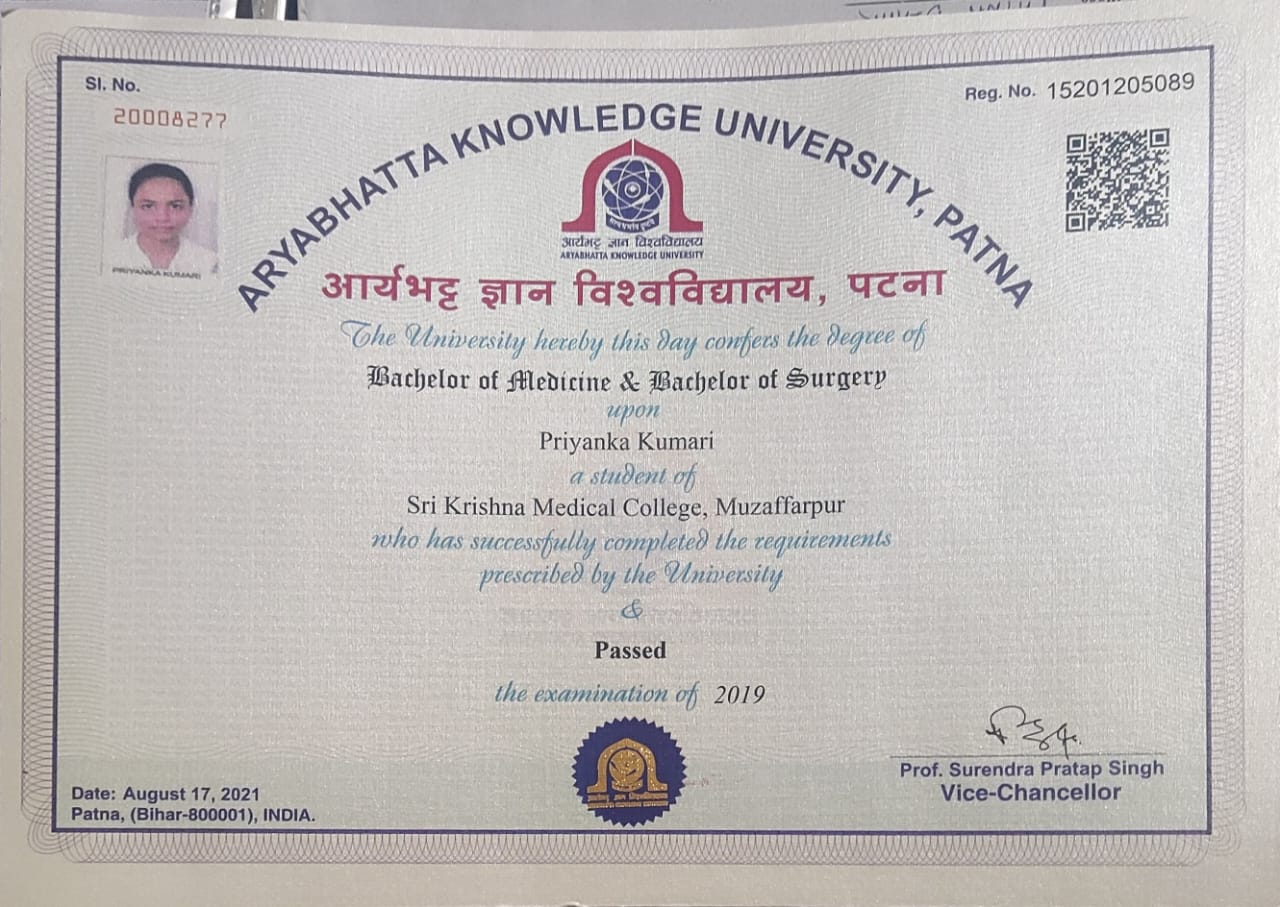 Sl. No.
20008277
Reg. No. 15201205089
PRIYANKA KUMARI
ARYABHATTA KNOWLEDGE UNIVERSITY, PATNA
आर्यभट्ट ज्ञान विश्वविद्यालय
ARYABHATTA KNOWLEDGE UNIVERSITY
आर्यभट्ट ज्ञान विश्वविद्यालय, पटना
The University hereby this day confers the degree of
Bachelor of Medicine & Bachelor of Surgery
upon
Priyanka Kumari
a student of
Sri Krishna Medical College, Muzaffarpur
who has successfully completed the requirements
prescribed by the University
&
Passed
the examination of 2019
Prof. Surendra Pratap Singh
Vice-Chancellor
Date: August 17, 2021
Patna, (Bihar-800001), INDIA.